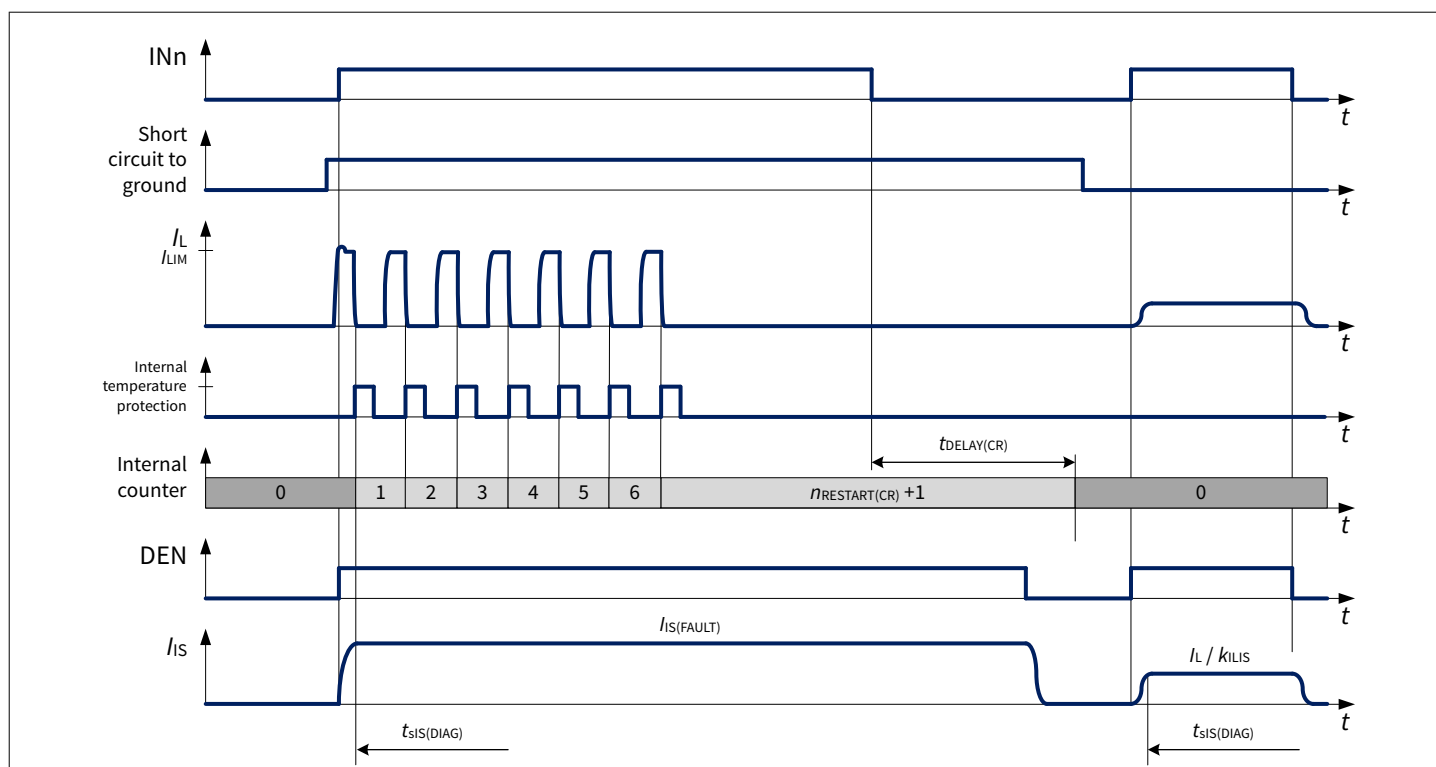 INn
t
Short
circuit to
ground
t
IL
ILIM
t
Internal
temperature
protection
t
tDELAY(CR)
Internal
counter
0 1 2 3 4 5 6 nRESTART(CR) +1 0
t
DEN
t
IIS
IIS(FAULT)
IL / kILIS
t
tsIS(DIAG) tsIS(DIAG)